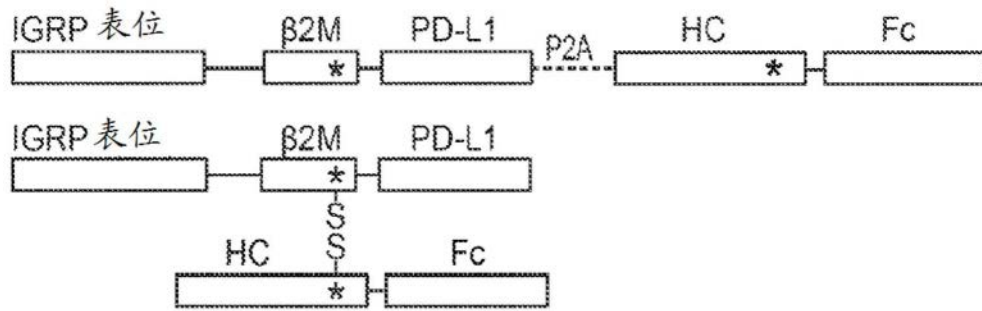 IGRP 表位 β2M PD-L1 P2A HC Fc
* *
IGRP 表位 β2M PD-L1
*
S
S
HC Fc
*